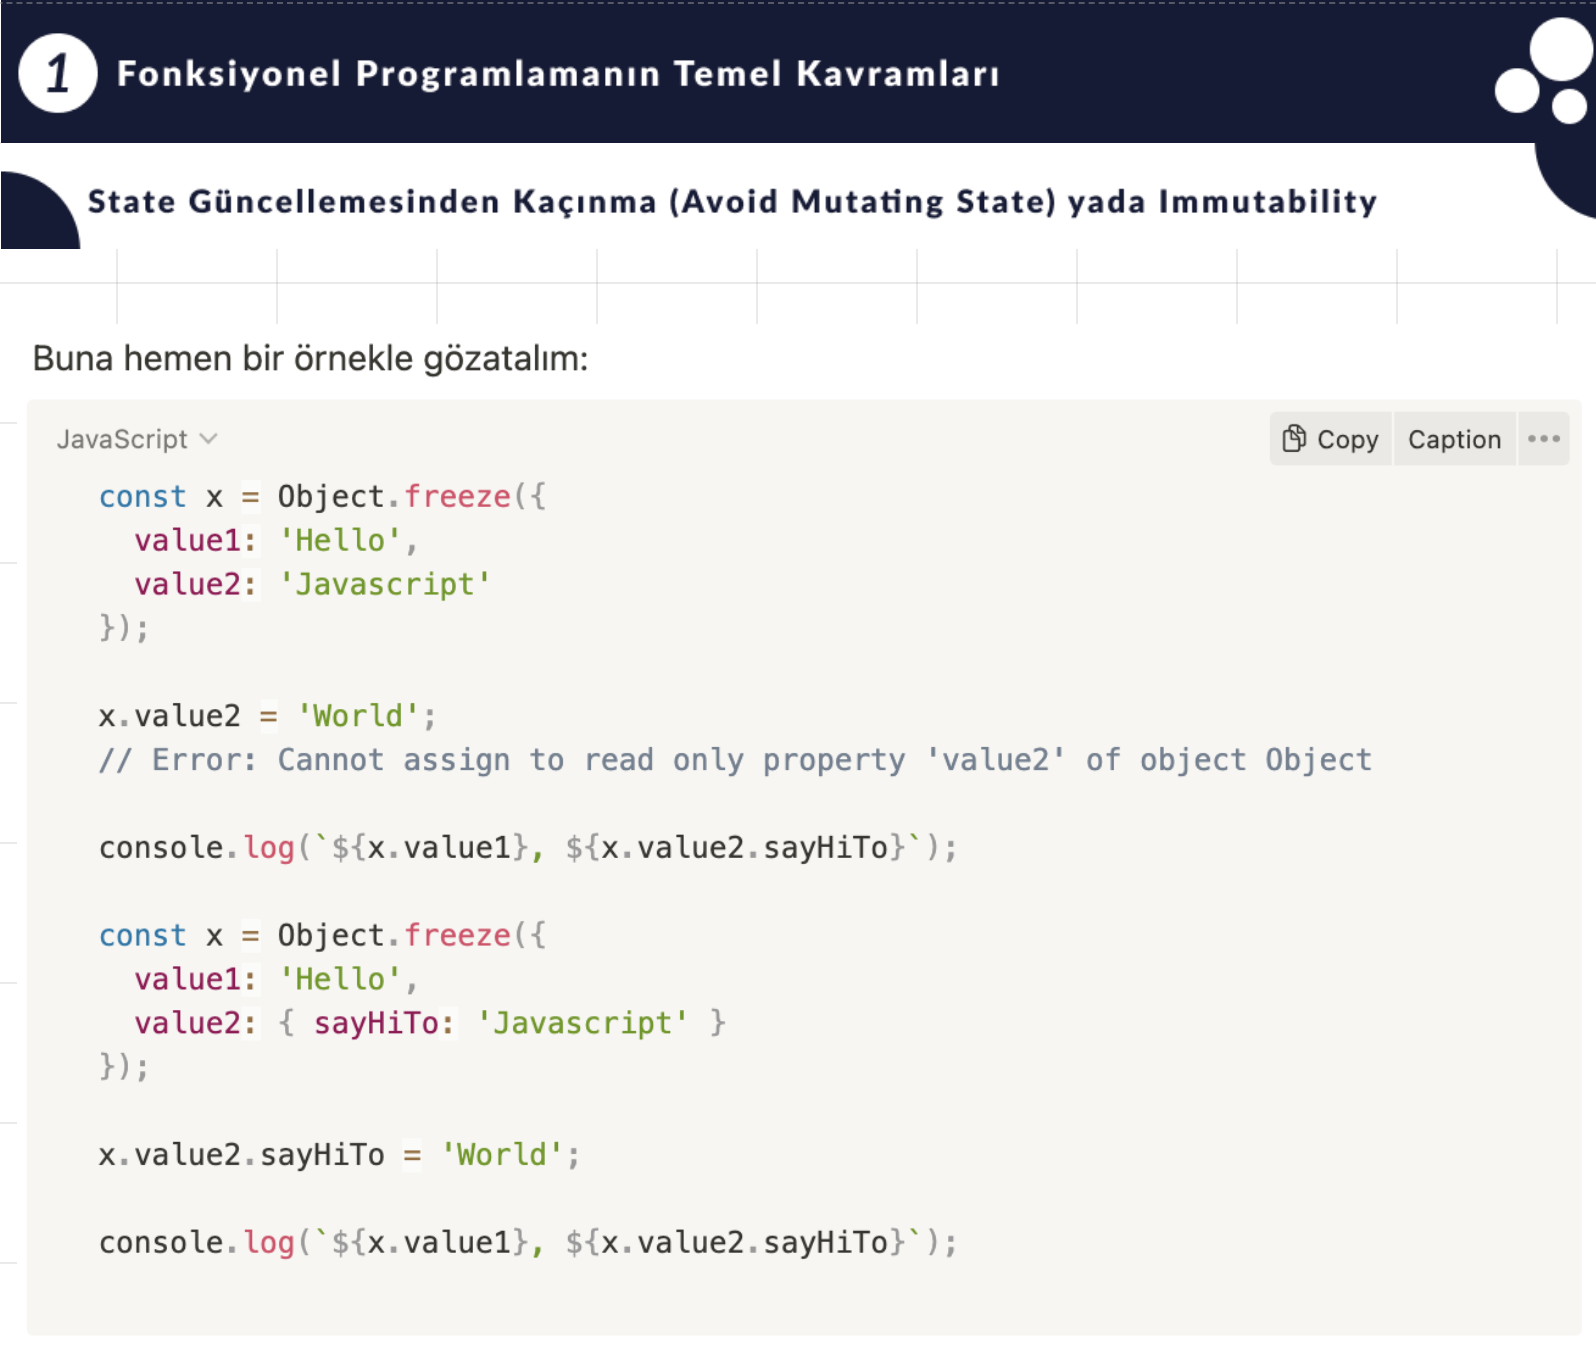 1 Fonksiyonel Programlamanın Temel Kavramları
State Güncellemesinden Kaçınma (Avoid Mutating State) yada Immutability
Buna hemen bir örnekle gözatalım:
JavaScript
Copy Caption •••
const x = Object.freeze({
  value1: 'Hello',
  value2: 'Javascript'
});
x.value2 = 'World';
// Error: Cannot assign to read only property 'value2' of object Object
console.log(`${x.value1}, ${x.value2.sayHiTo}`);
const x = Object.freeze({
  value1: 'Hello',
  value2: { sayHiTo: 'Javascript' }
});
x.value2.sayHiTo = 'World';
console.log(`${x.value1}, ${x.value2.sayHiTo}`);